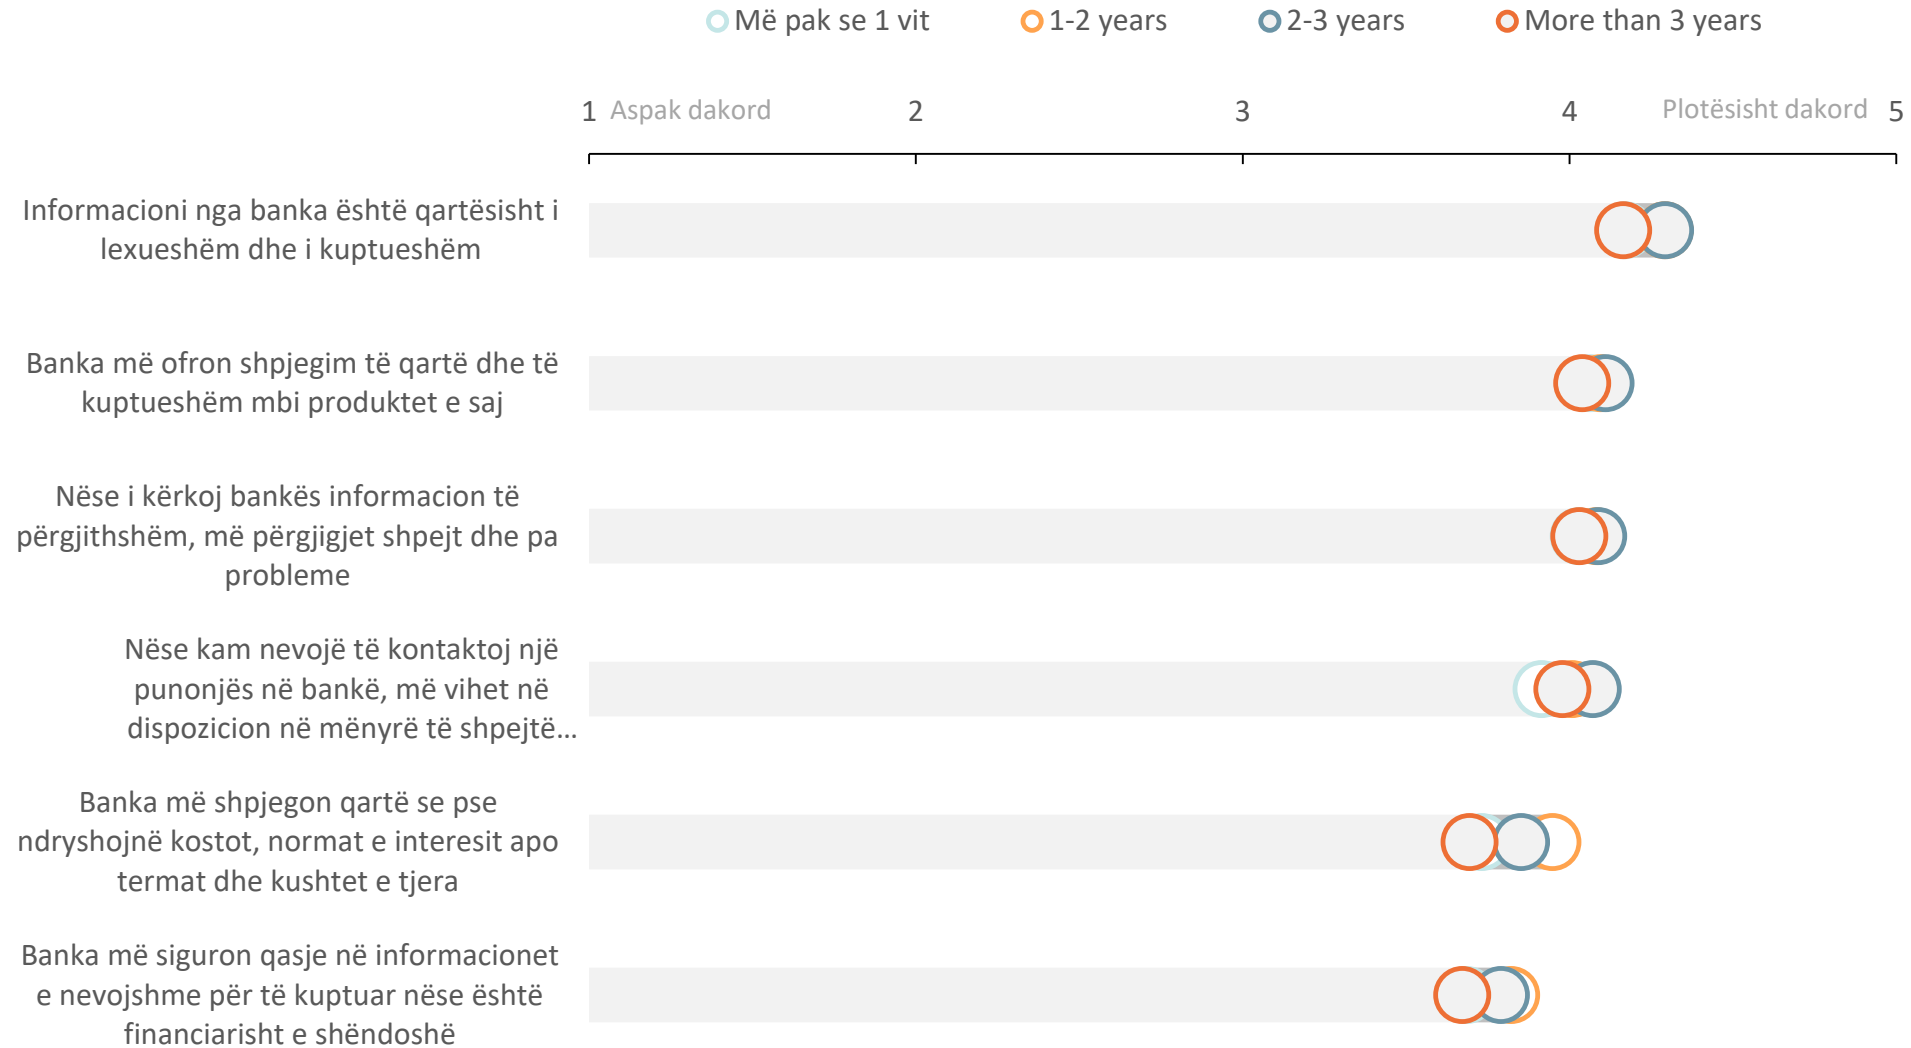 Më pak se 1 vit 1-2 years 2-3 years More than 3 years
1 Aspak dakord 2 3 4 Plotësisht dakord 5
Informacioni nga banka është qartësisht i
lexueshëm dhe i kuptueshëm
Banka më ofron shpjegim të qartë dhe të
kuptueshëm mbi produktet e saj
Nëse i kërkoj bankës informacion të
përgjithshëm, më përgjigjet shpejt dhe pa
probleme
Nëse kam nevojë të kontaktoj një
punonjës në bankë, më vihet në
dispozicion në mënyrë të shpejtë...
Banka më shpjegon qartë se pse
ndryshojnë kostot, normat e interesit apo
termat dhe kushtet e tjera
Banka më siguron qasje në informacionet
e nevojshme për të kuptuar nëse është
financiarisht e shëndoshë